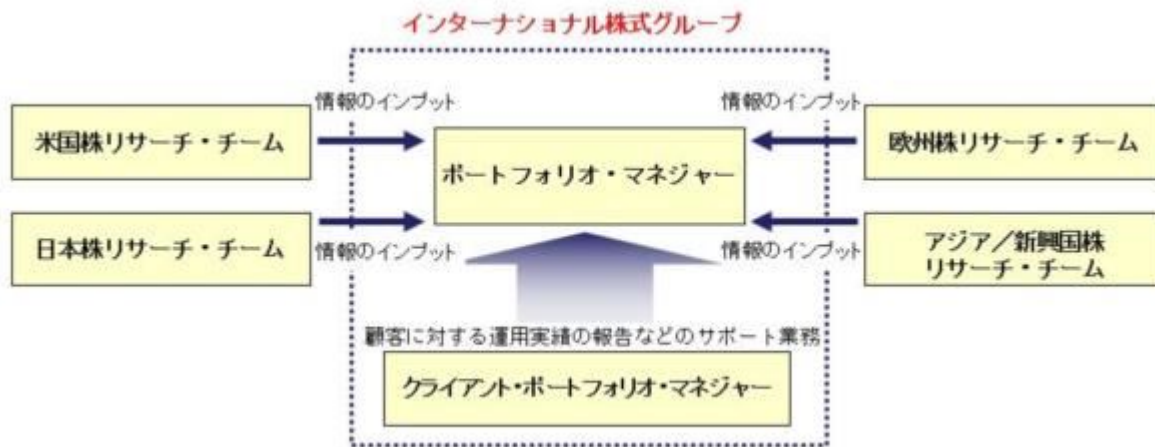 インターナショナル株式グループ
情報のインプット
情報のインプット
米国株リサーチ・チーム
ポートフォリオ・マネジャー
欧州株リサーチ・チーム
日本株リサーチ・チーム
情報のインプット
情報のインプット
アジア／新興国株
リサーチ・チーム
顧客に対する運用実績の報告などのサポート業務
クライアント・ポートフォリオ・マネジャー